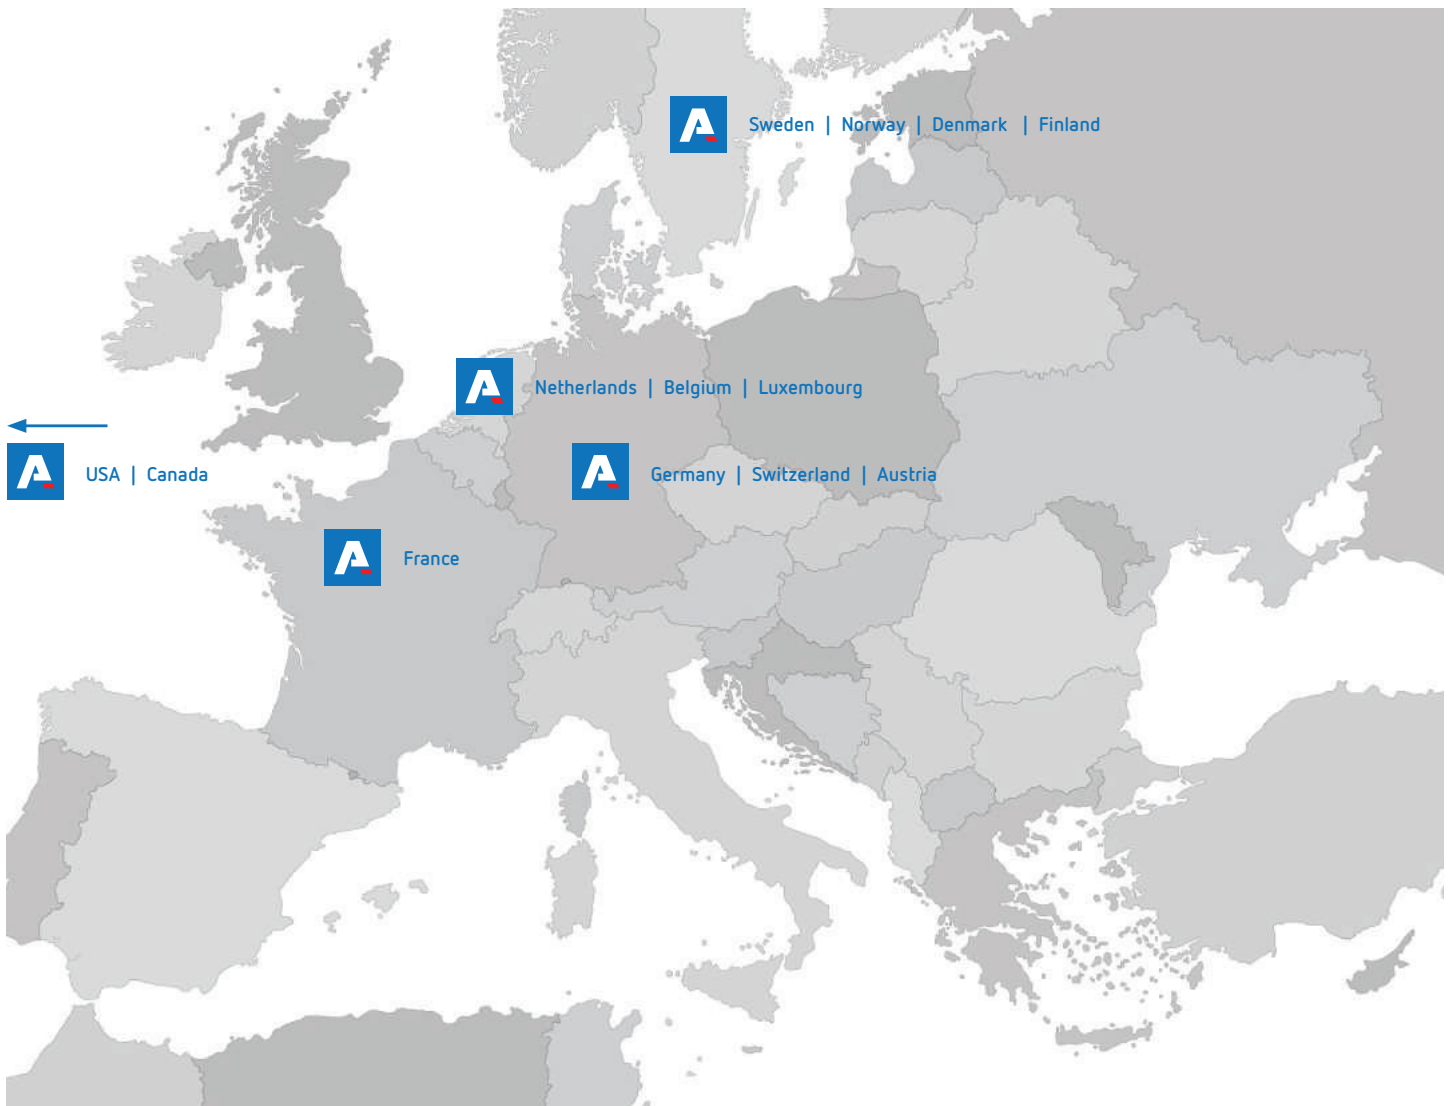 Sweden | Norway | Denmark | Finland
Netherlands | Belgium | Luxembourg
USA | Canada
Germany | Switzerland | Austria
France